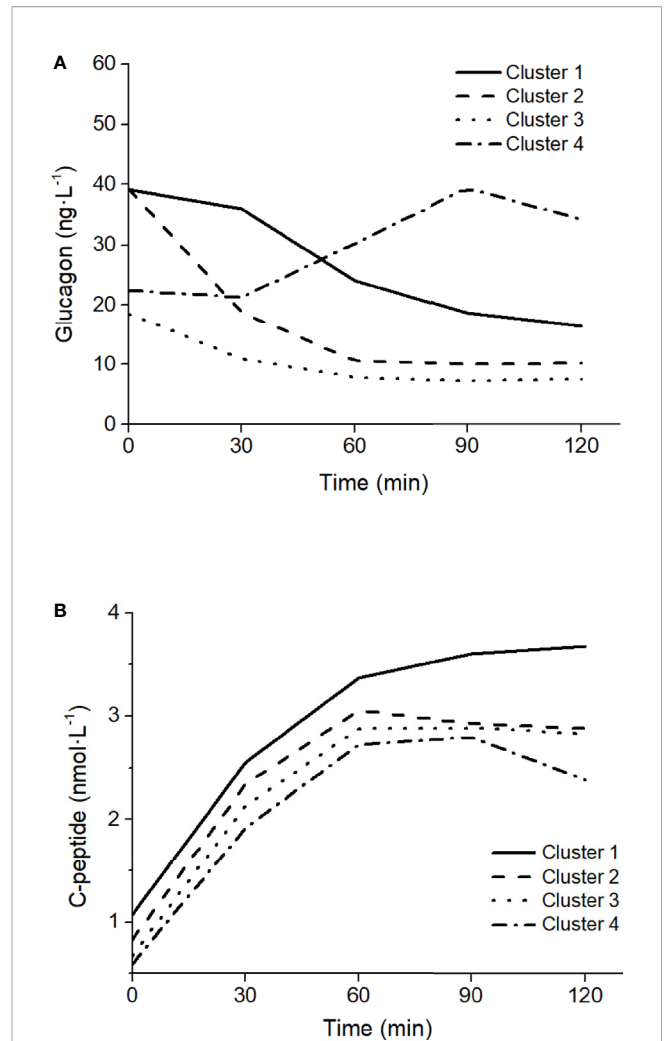 A
60
50
40
30
20
10
0
Glucagon (ng·L⁻¹)
Cluster 1
Cluster 2
Cluster 3
Cluster 4
0 30 60 90 120
Time (min)
B
4
3
2
1
C-peptide (nmol·L⁻¹)
Cluster 1
Cluster 2
Cluster 3
Cluster 4
0 30 60 90 120
Time (min)